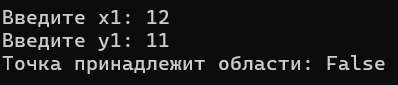 Введите x1: 12
Введите y1: 11
Точка принадлежит области: False